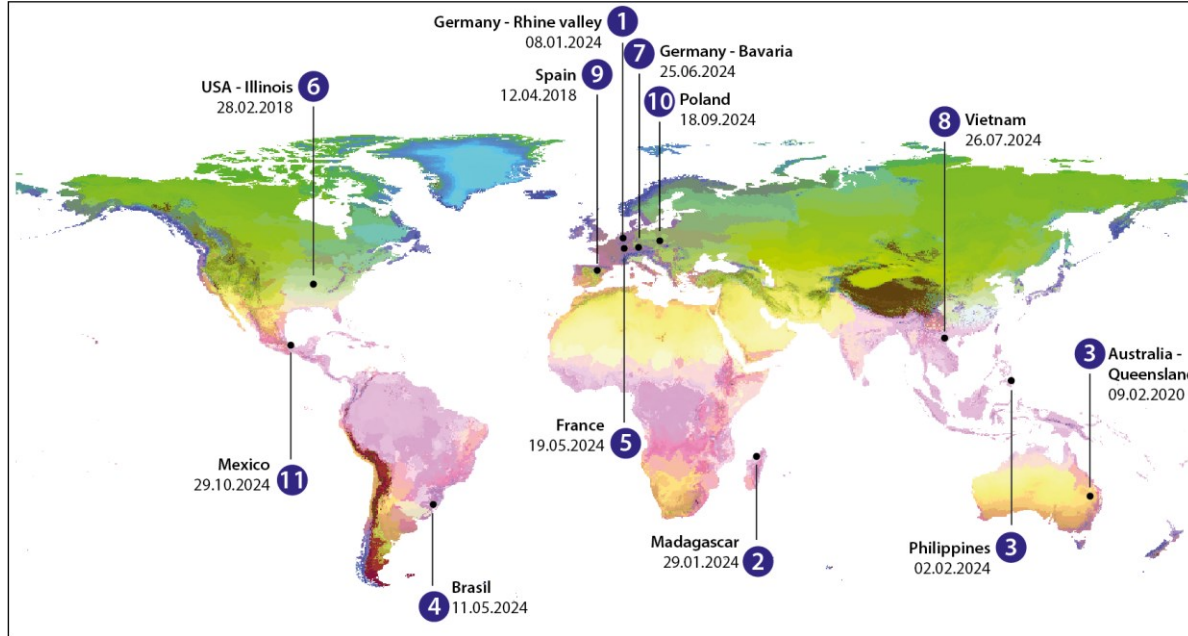 Germany - Rhine valley 1
08.01.2024
7 Germany - Bavaria
25.06.2024
Spain 9
12.04.2018
USA - Illinois 6
28.02.2018
10 Poland
18.09.2024
8 Vietnam
26.07.2024
3 Australia -
Queensland
09.02.2020
France 5
19.05.2024
Mexico 11
29.10.2024
Madagascar 2
29.01.2024
Philippines 3
02.02.2024
4 Brasil
11.05.2024